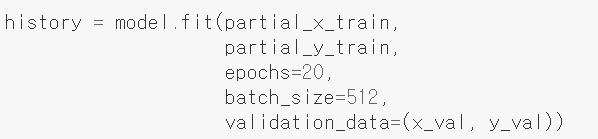 history = model.fit(partial_x_train,
                    partial_y_train,
                    epochs=20,
                    batch_size=512,
                    validation_data=(x_val, y_val))